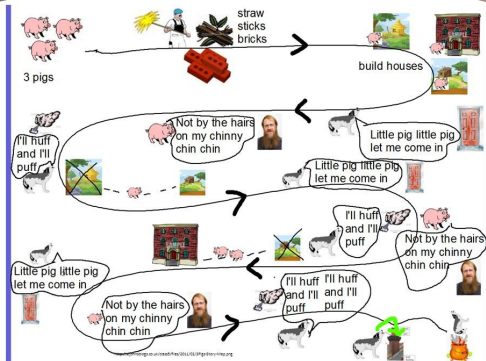 straw
sticks
bricks
3 pigs
build houses
Little pig little pig
let me come in
Not by the hairs
on my chinny
chin chin
I'll huff
and I'll
puff
Little pig little pig
let me come in
Not by the hairs
on my chinny
chin chin
I'll huff
and I'll
puff
Little pig little pig
let me come in
Not by the hairs
on my chinny
chin chin
I'll huff
and I'll
puff
I'll huff
and I'll
puff